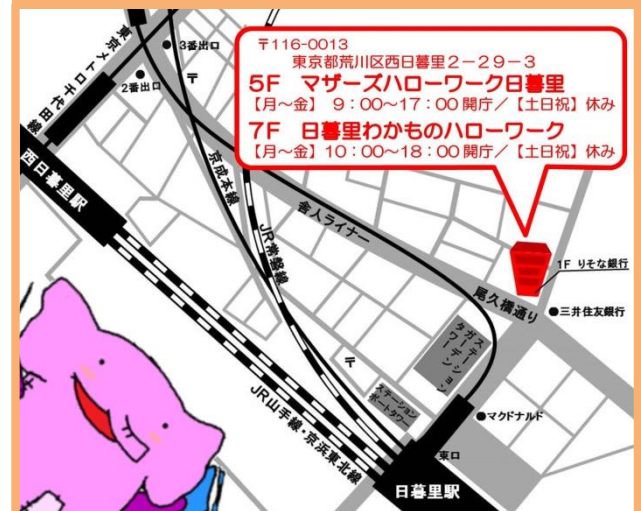 〒116-0013
東京都荒川区西日暮里2-29-3
5F　マザーズハローワーク日暮里
【月~金】 9:00~17:00開庁/【土日祝】休み
7F　日暮里わかものハローワーク
【月~金】10:00~18:00開庁/【土日祝】休み
東京メトロ千代田線
3番出口
2番出口
西日暮里駅
京成本線
JR常磐線
舎人ライナー
1F りそな銀行
尾久橋通り
三井住友銀行
ステーション
ガーデン
タワー
ステーション
ポートタワー
マクドナルド
JR山手線・京浜東北線
東口
日暮里駅